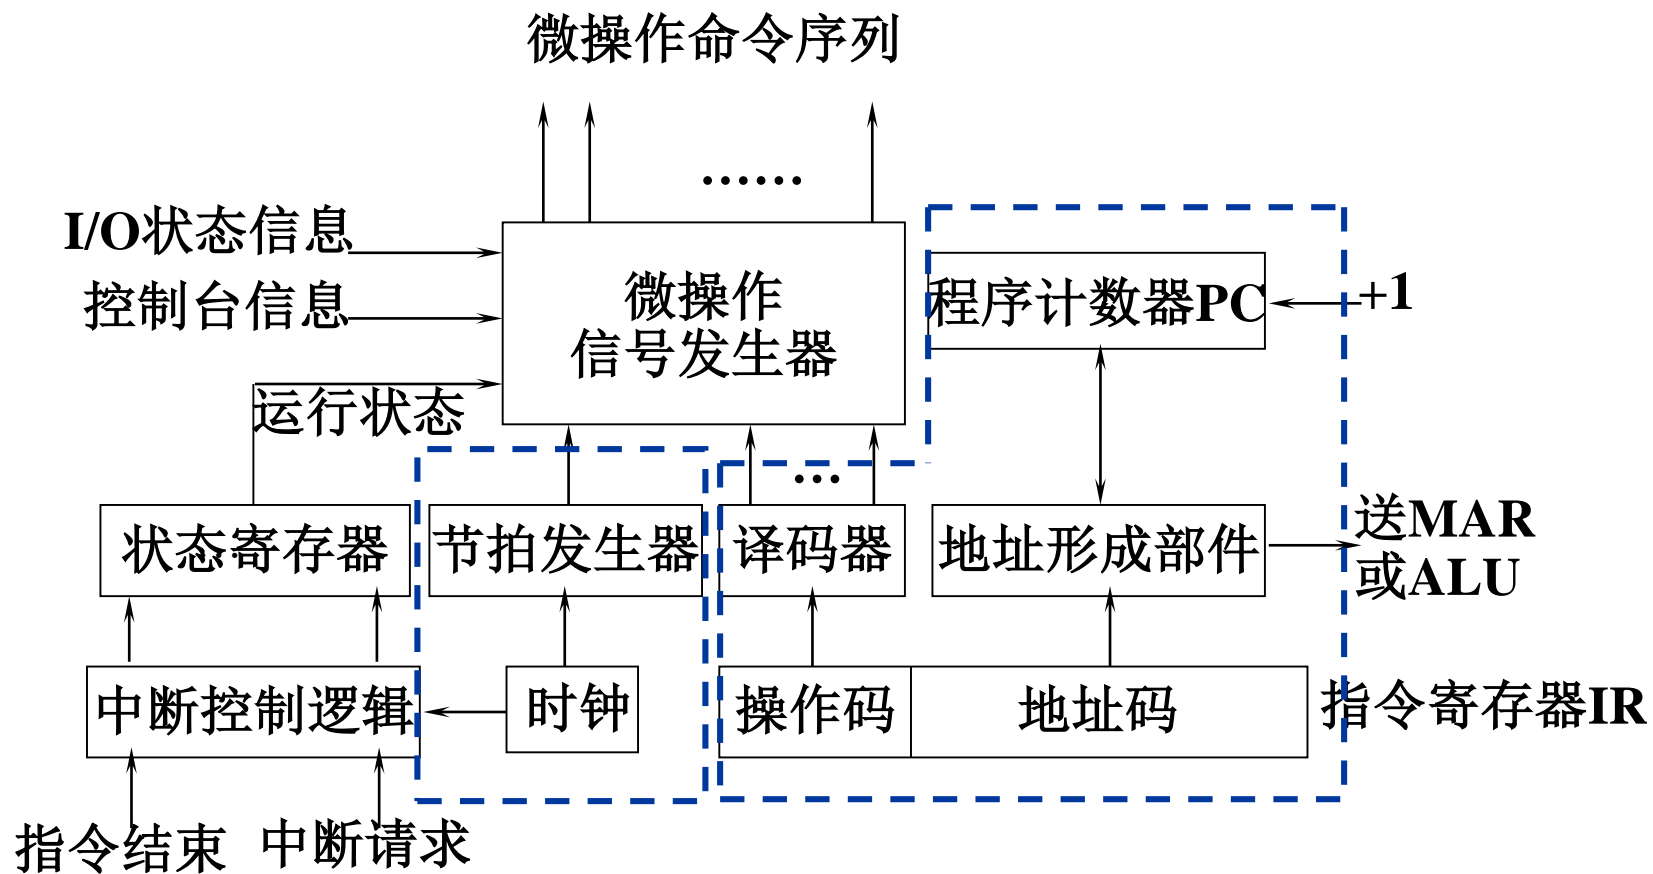 微操作命令序列
……
I/O状态信息
控制台信息
运行状态
微操作
信号发生器
程序计数器PC
+1
…
状态寄存器
节拍发生器
译码器
地址形成部件
送MAR
或ALU
中断控制逻辑
时钟
操作码
地址码
指令寄存器IR
指令结束
中断请求